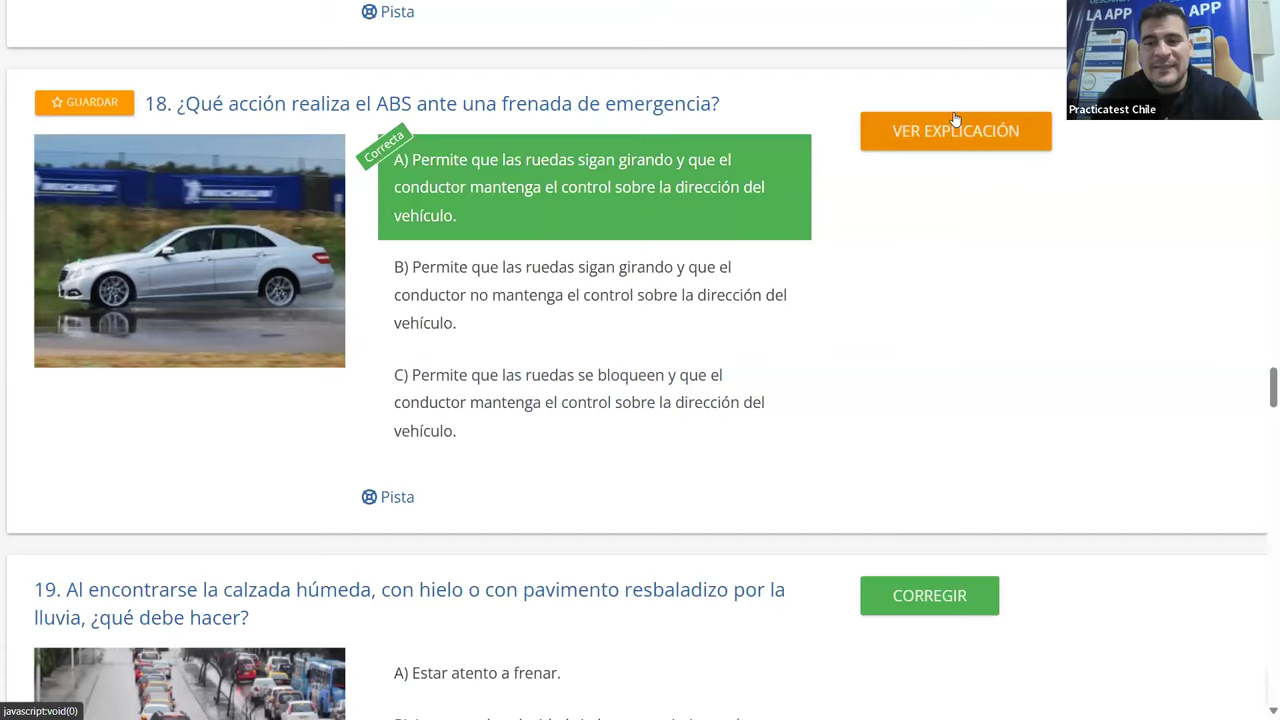 Pista
LA APP
APP
Practicatest Chile
GUARDAR
18. ¿Qué acción realiza el ABS ante una frenada de emergencia?
VER EXPLICACIÓN
MICHELIN
Correcta
A) Permite que las ruedas sigan girando y que el
conductor mantenga el control sobre la dirección del
vehículo.
B) Permite que las ruedas sigan girando y que el
conductor no mantenga el control sobre la dirección del
vehículo.
C) Permite que las ruedas se bloqueen y que el
conductor mantenga el control sobre la dirección del
vehículo.
Pista
19. Al encontrarse la calzada húmeda, con hielo o con pavimento resbaladizo por la
lluvia, ¿qué debe hacer?
CORREGIR
A) Estar atento a frenar.
javascript:void(0)